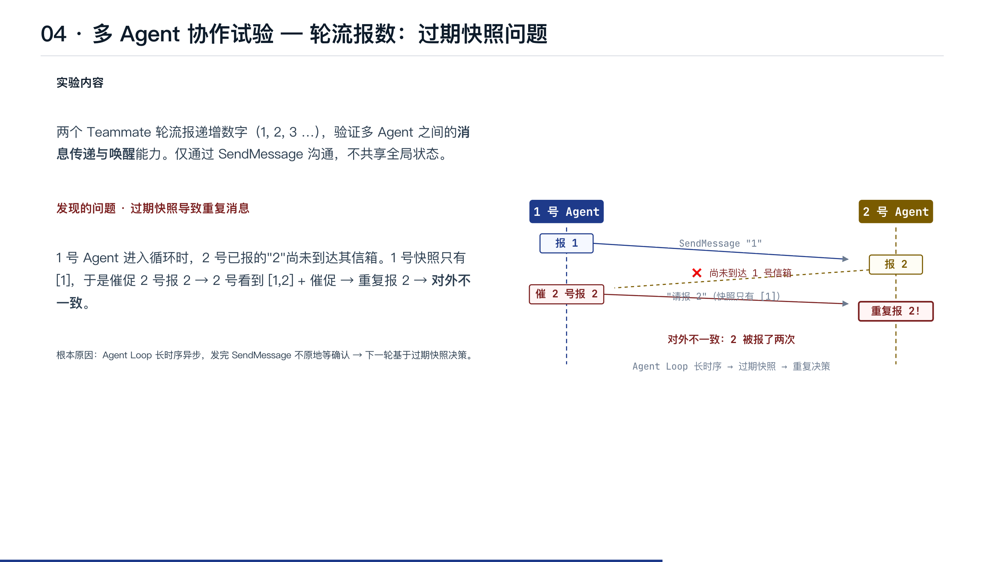 04 · 多 Agent 协作试验 — 轮流报数：过期快照问题
实验内容
两个 Teammate 轮流报递增数字（1, 2, 3 …），验证多 Agent 之间的消
息传递与唤醒能力。仅通过 SendMessage 沟通，不共享全局状态。
发现的问题 · 过期快照导致重复消息
1 号 Agent 进入循环时，2 号已报的"2"尚未到达其信箱。1 号快照只有
[1]，于是催促 2 号报 2 → 2 号看到 [1,2] + 催促 → 重复报 2 → 对外不
一致。
根本原因：Agent Loop 长时序异步，发完 SendMessage 不原地等确认 → 下一轮基于过期快照决策。
1 号 Agent
2 号 Agent
报 1
SendMessage "1"
报 2
❌ 尚未到达 1 号信箱
催 2 号报 2
"请报 2"（快照只有 [1]）
重复报 2!
对外不一致：2 被报了两次
Agent Loop 长时序 → 过期快照 → 重复决策